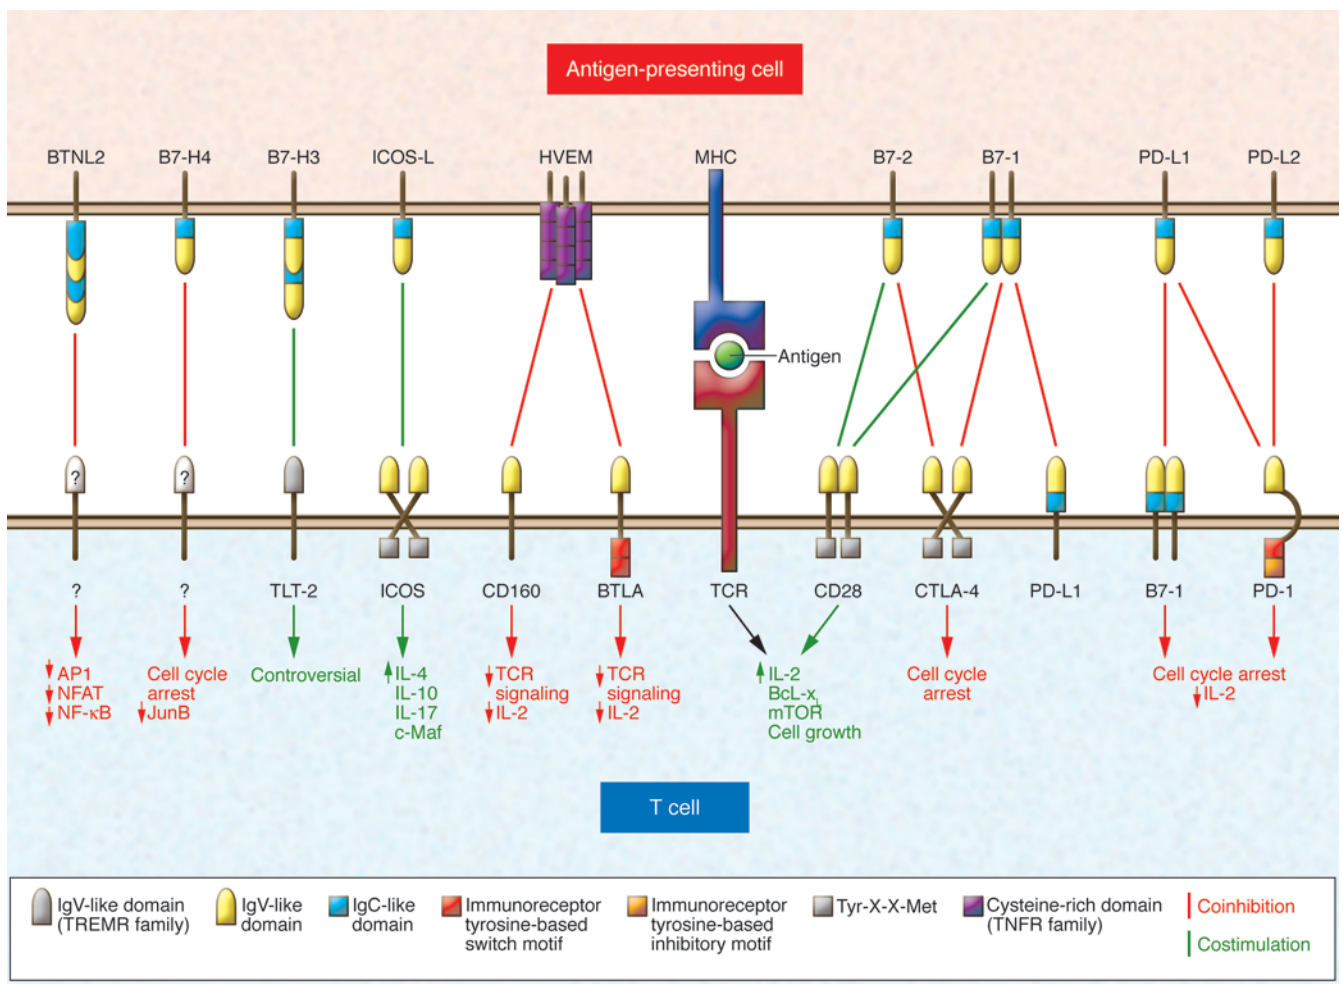 Antigen-presenting cell
BTNL2 B7-H4 B7-H3 ICOS-L HVEM MHC B7-2 B7-1 PD-L1 PD-L2
Antigen
? ?
? ? TLT-2 ICOS CD160 BTLA TCR CD28 CTLA-4 PD-L1 B7-1 PD-1
AP1
NFAT
NF-κB
Cell cycle
arrest
JunB
Controversial
IL-4
IL-10
IL-17
c-Maf
TCR
signaling
IL-2
TCR
signaling
IL-2
IL-2
BcL-xL
mTOR
Cell growth
Cell cycle
arrest
Cell cycle arrest
IL-2
T cell
IgV-like domain
(TREMR family)
IgV-like
domain
IgC-like
domain
Immunoreceptor
tyrosine-based
switch motif
Immunoreceptor
tyrosine-based
inhibitory motif
Tyr-X-X-Met
Cysteine-rich domain
(TNFR family)
Coinhibition
Costimulation